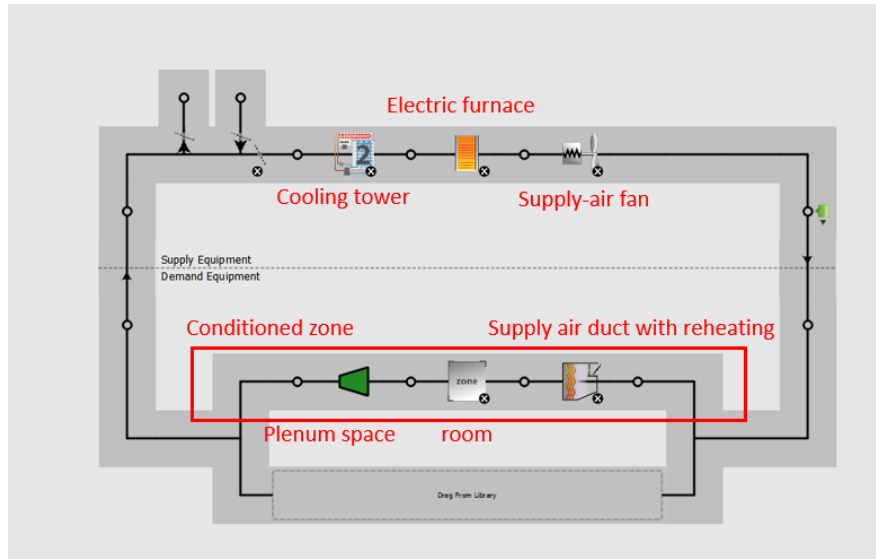 Electric furnace
2
Cooling tower
Supply-air fan
Supply Equipment
Demand Equipment
Conditioned zone
Supply air duct with reheating
zone
Plenum space
room
Drag From Library